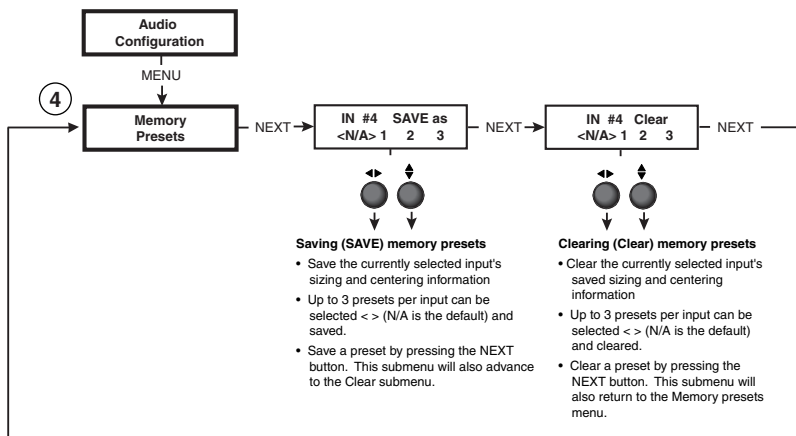 Audio
Configuration
MENU
4
Memory
Presets
NEXT
IN #4 SAVE as
<N/A> 1 2 3
NEXT
IN #4 Clear
<N/A> 1 2 3
NEXT
Saving (SAVE) memory presets
• Save the currently selected input's
sizing and centering
information
• Up to 3 presets per input can be
selected < > (N/A is the default) and
saved.
• Save a preset by pressing the NEXT
button. This submenu will also advance
to the Clear submenu.
Clearing (Clear) memory presets
• Clear the currently selected input's
saved sizing and centering
information
• Up to 3 presets per input can be
selected < > (N/A is the default)
and cleared.
• Clear a preset by pressing the
NEXT button. This submenu will
also return to the Memory presets
menu.